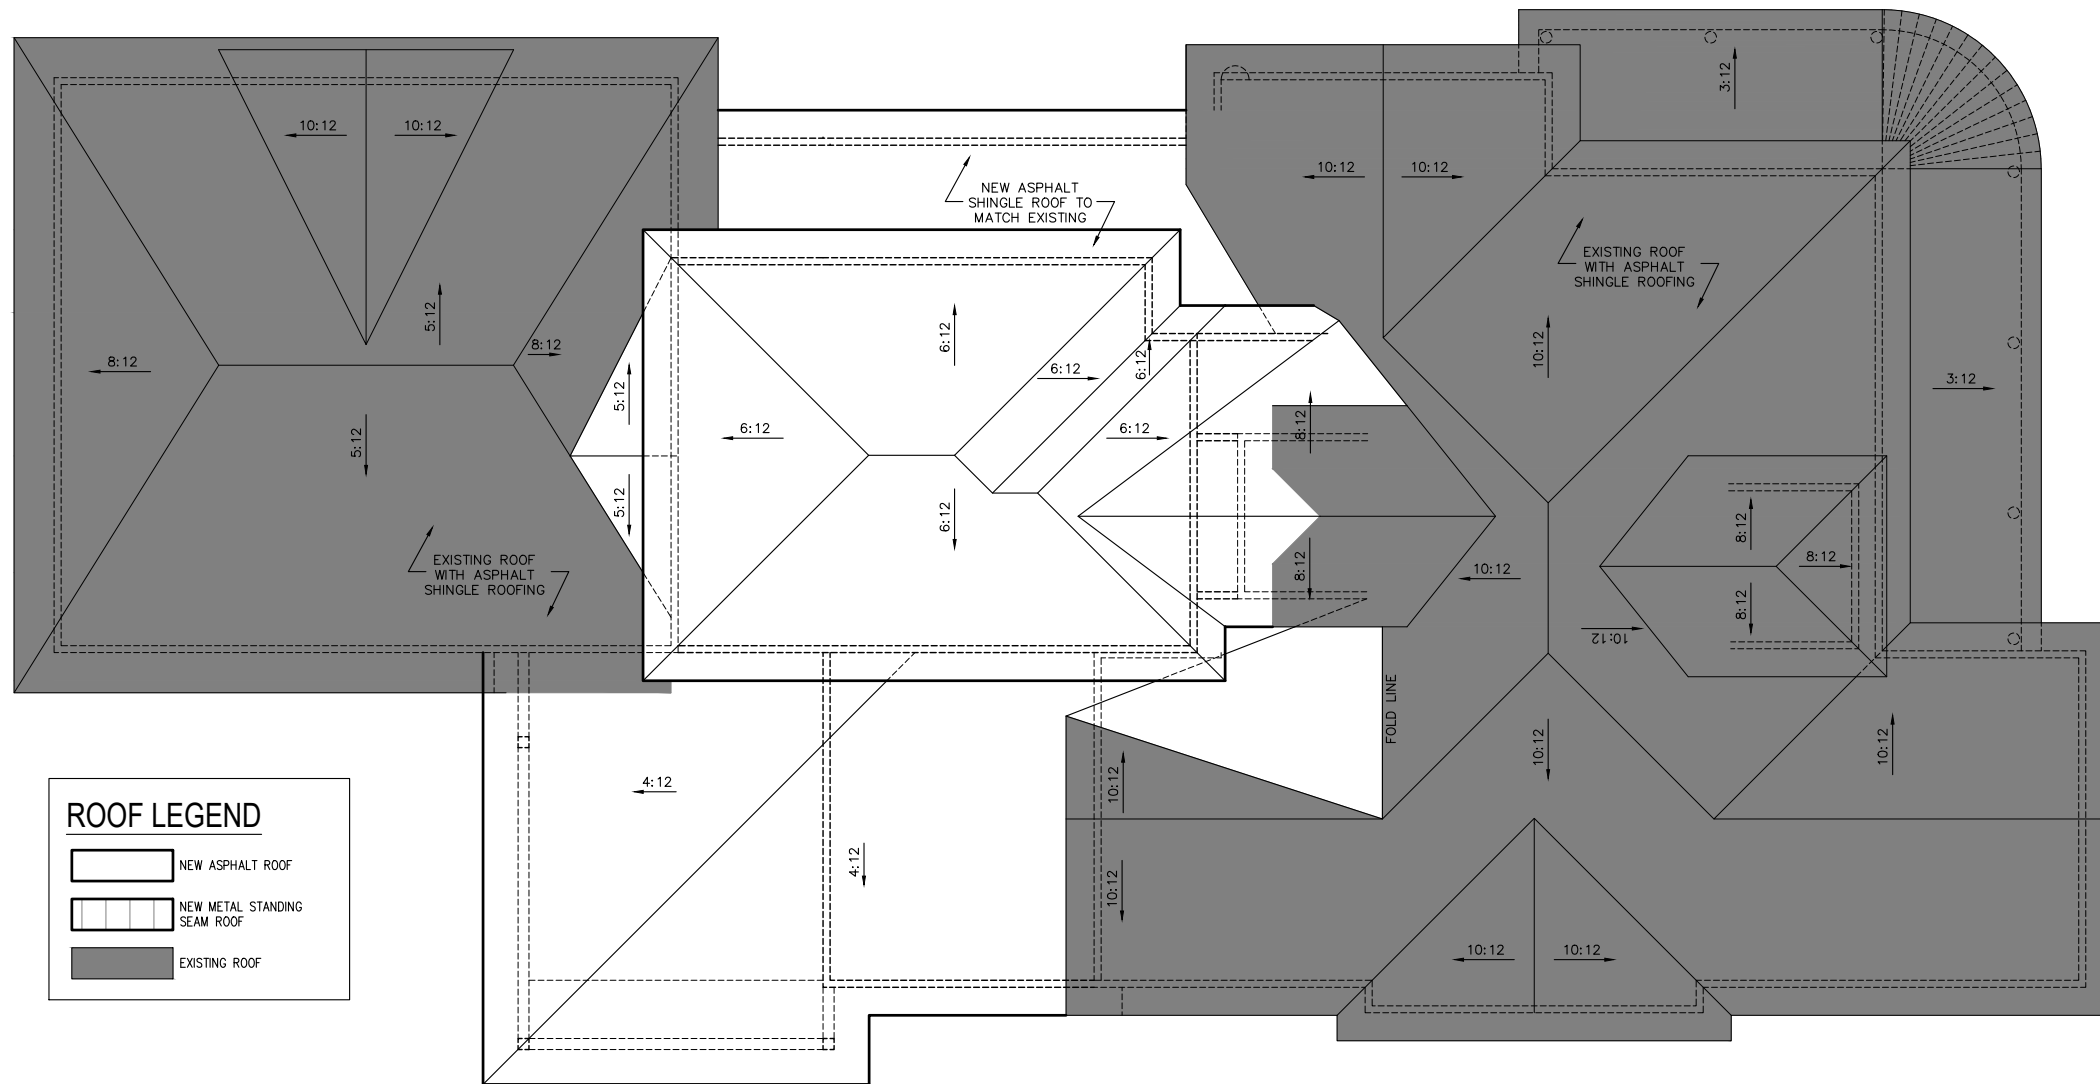 3:12
10:12
10:12
10:12
10:12
NEW ASPHALT
SHINGLE ROOF TO
MATCH EXISTING
EXISTING ROOF
WITH ASPHALT
SHINGLE ROOFING
5:12
8:12
8:12
5:12
6:12
6:12
6:12
10:12
3:12
5:12
6:12
6:12
8:12
5:12
6:12
8:12
10:12
8:12
8:12
8:12
10:12
EXISTING ROOF
WITH ASPHALT
SHINGLE ROOFING
FOLD LINE
4:12
10:12
10:12
10:12
4:12
10:12
10:12
10:12
ROOF LEGEND
NEW ASPHALT ROOF
NEW METAL STANDING
SEAM ROOF
EXISTING ROOF